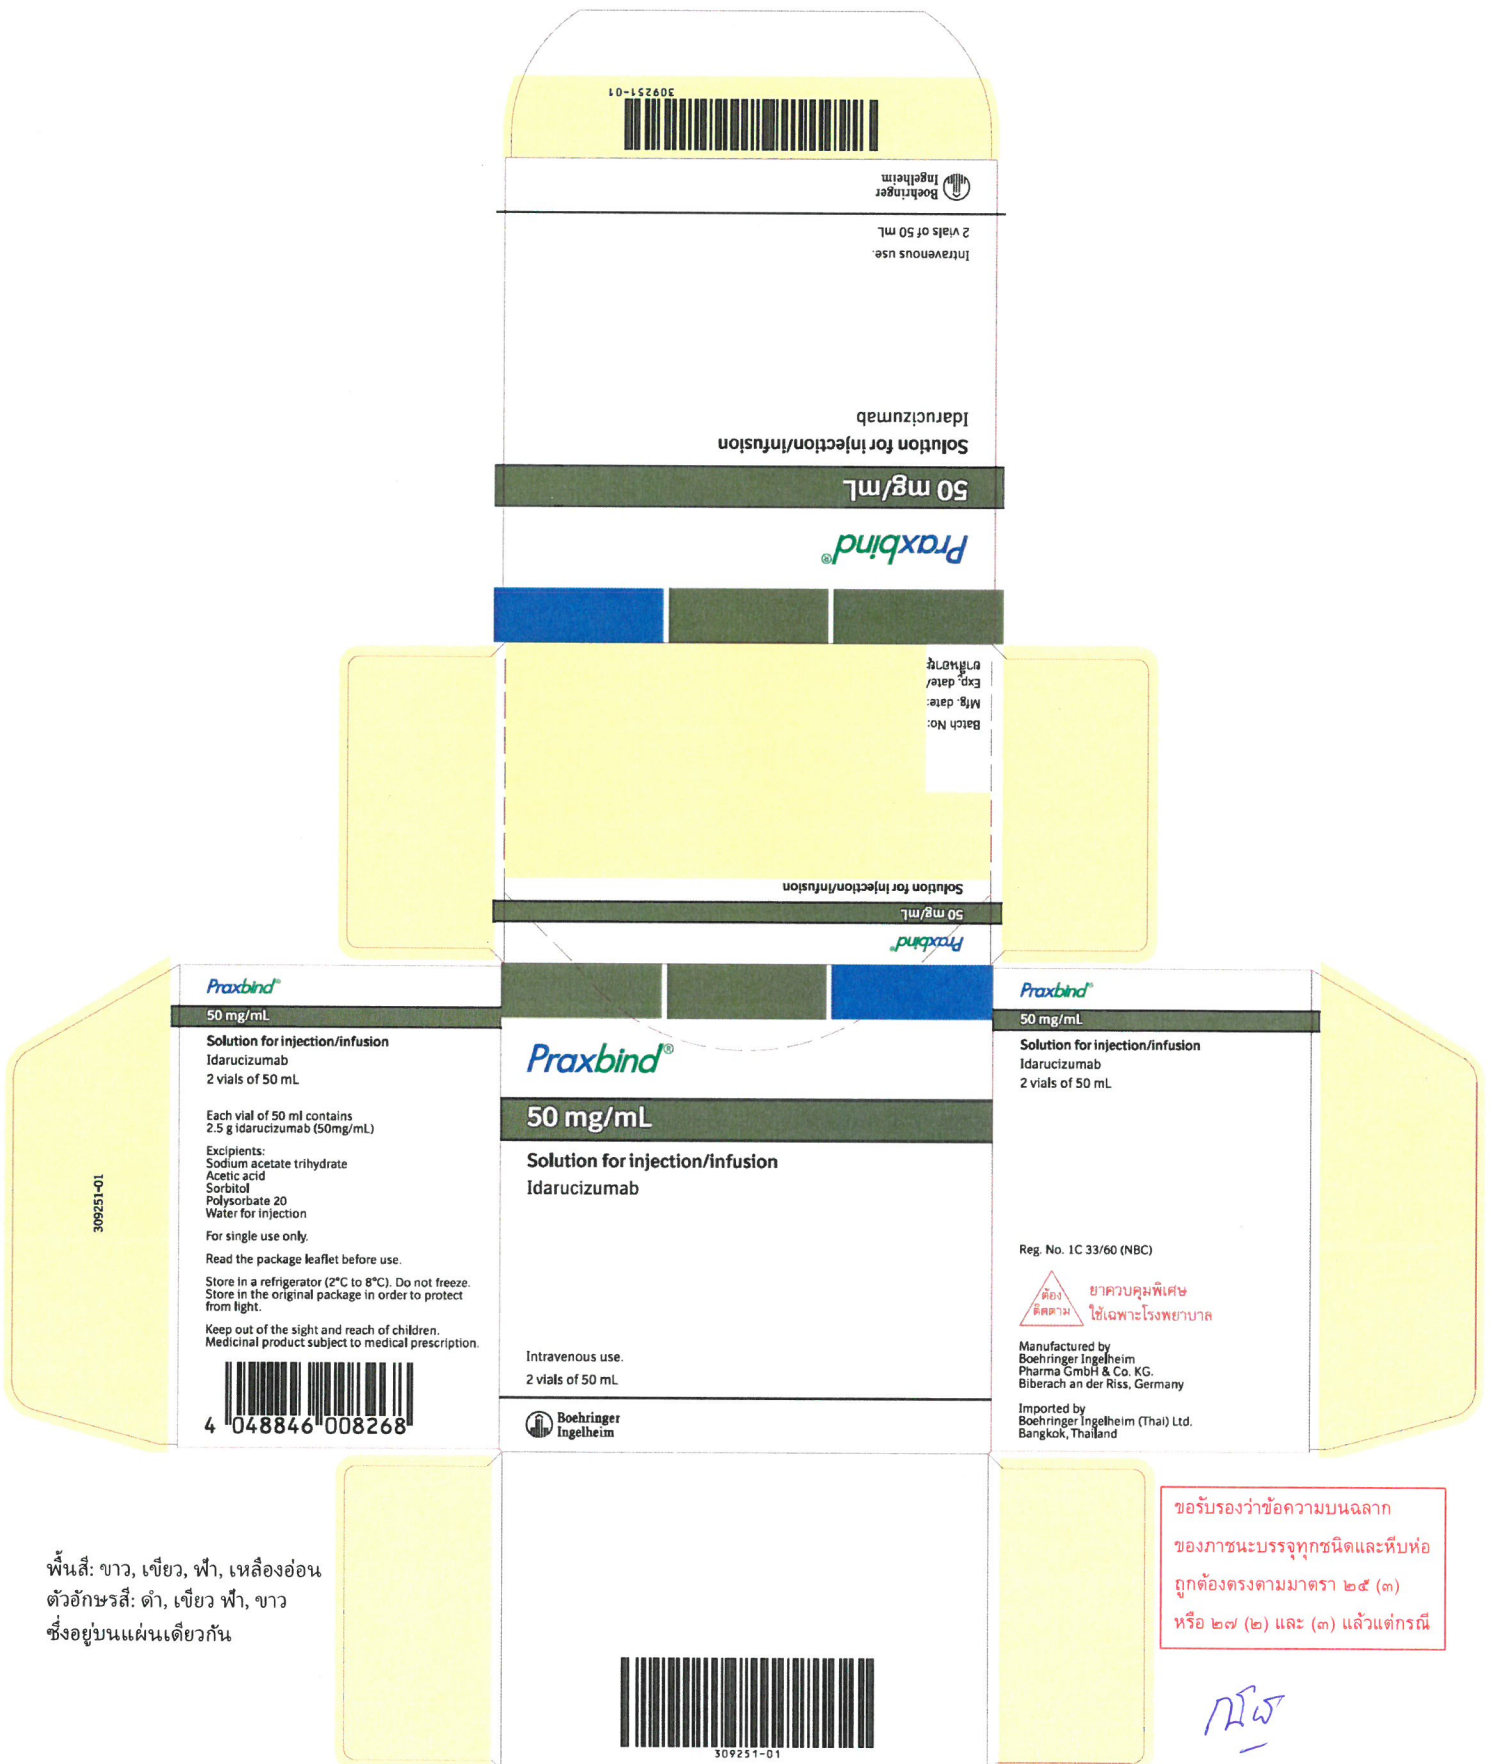 309251-01
Boehringer
Ingelheim
2 vials of 50 mL
Intravenous use.
Idarucizumab
Solution for injection/infusion
50 mg/mL
Praxbind®
Batch No:
Mfg. date:
Exp. date/
ยาสิ้นอายุ:
Solution for injection/infusion
50 mg/mL
Praxbind®
309251-01
Praxbind®
50 mg/mL
Solution for injection/infusion
Idarucizumab
2 vials of 50 mL
Each vial of 50 ml contains
2.5 g idarucizumab (50mg/mL)
Excipients:
Sodium acetate trihydrate
Acetic acid
Sorbitol
Polysorbate 20
Water for injection
For single use only.
Read the package leaflet before use.
Store in a refrigerator (2°C to 8°C). Do not freeze.
Store in the original package in order to protect
from light.
Keep out of the sight and reach of children.
Medicinal product subject to medical prescription.
4 048846 008268
Praxbind®
50 mg/mL
Solution for injection/infusion
Idarucizumab
Intravenous use.
2 vials of 50 mL
Boehringer
Ingelheim
Praxbind®
50 mg/mL
Solution for injection/infusion
Idarucizumab
2 vials of 50 mL
Reg. No. 1C 33/60 (NBC)
ต้อง
ติดตาม
ยาควบคุมพิเศษ
ใช้เฉพาะโรงพยาบาล
Manufactured by
Boehringer Ingelheim
Pharma GmbH & Co. KG.
Biberach an der Riss, Germany
Imported by
Boehringer Ingelheim (Thai) Ltd.
Bangkok, Thailand
พื้นสี: ขาว, เขียว, ฟ้า, เหลืองอ่อน
ตัวอักษรสี: ดำ, เขียว ฟ้า, ขาว
ซึ่งอยู่บนแผ่นเดียวกัน
309251-01
ขอรับรองว่าข้อความบนฉลาก
ของภาชนะบรรจุทุกชนิดและหีบห่อ
ถูกต้องตรงตามมาตรา ๒๕ (๓)
หรือ ๒๗ (๒) และ (๓) แล้วแต่กรณี